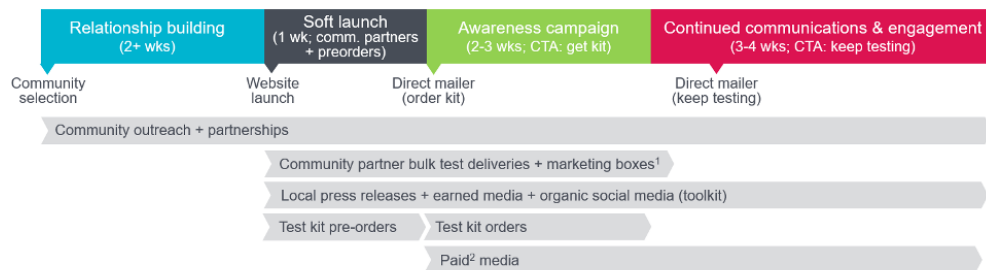 Relationship building
(2+ wks)
Soft launch
(1 wk; comm. partners
+ preorders)
Awareness campaign
(2-3 wks; CTA: get kit)
Continued communications & engagement
(3-4 wks; CTA: keep testing)
Community
selection
Website
launch
Direct mailer
(order kit)
Direct mailer
(keep testing)
Community outreach + partnerships
Community partner bulk test deliveries + marketing boxes¹
Local press releases + earned media + organic social media (toolkit)
Test kit pre-orders
Test kit orders
Paid² media